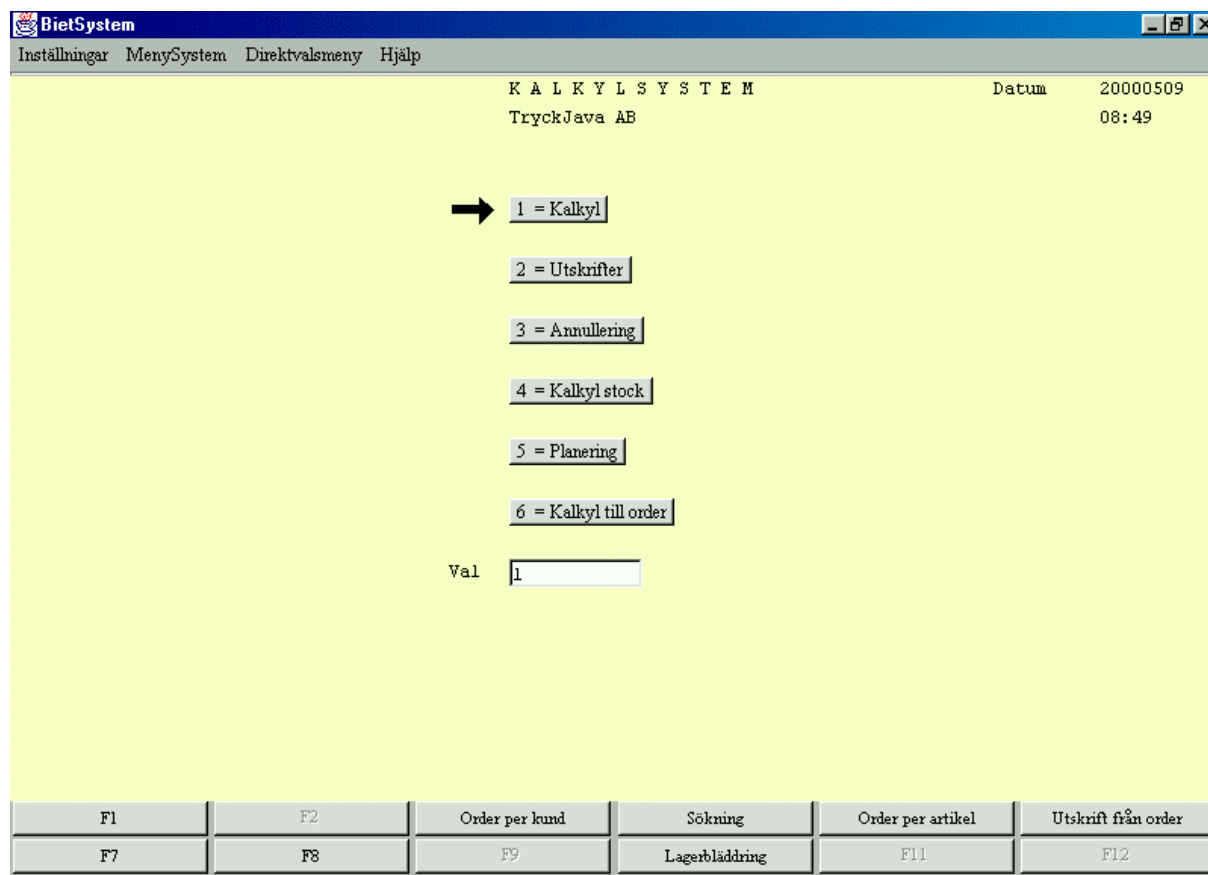 BietSystem
Inställningar MenySystem Direktvalsmeny Hjälp
K A L K Y L S Y S T E M Datum 20000509
TryckJava AB 08:49
1 = Kalkyl
2 = Utskrifter
3 = Annullering
4 = Kalkyl stock
5 = Planering
6 = Kalkyl till order
Val 1
F1 F2 Order per kund Sökning Order per artikel Utskrift från order
F7 F8 F9 Lagerbläddring F11 F12